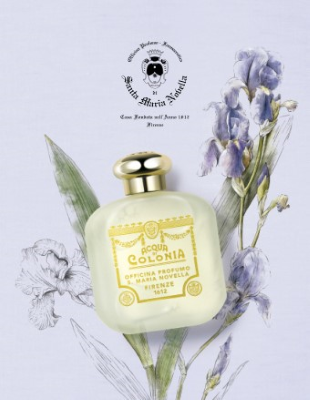 Officina Profumo - Farmaceutica
di
Santa Maria Novella
Casa Fondata nell'Anno 1612
Firenze
ACQUA
DI
COLONIA
OFFICINA PROFUMO
S. MARIA NOVELLA
FIRENZE
1612